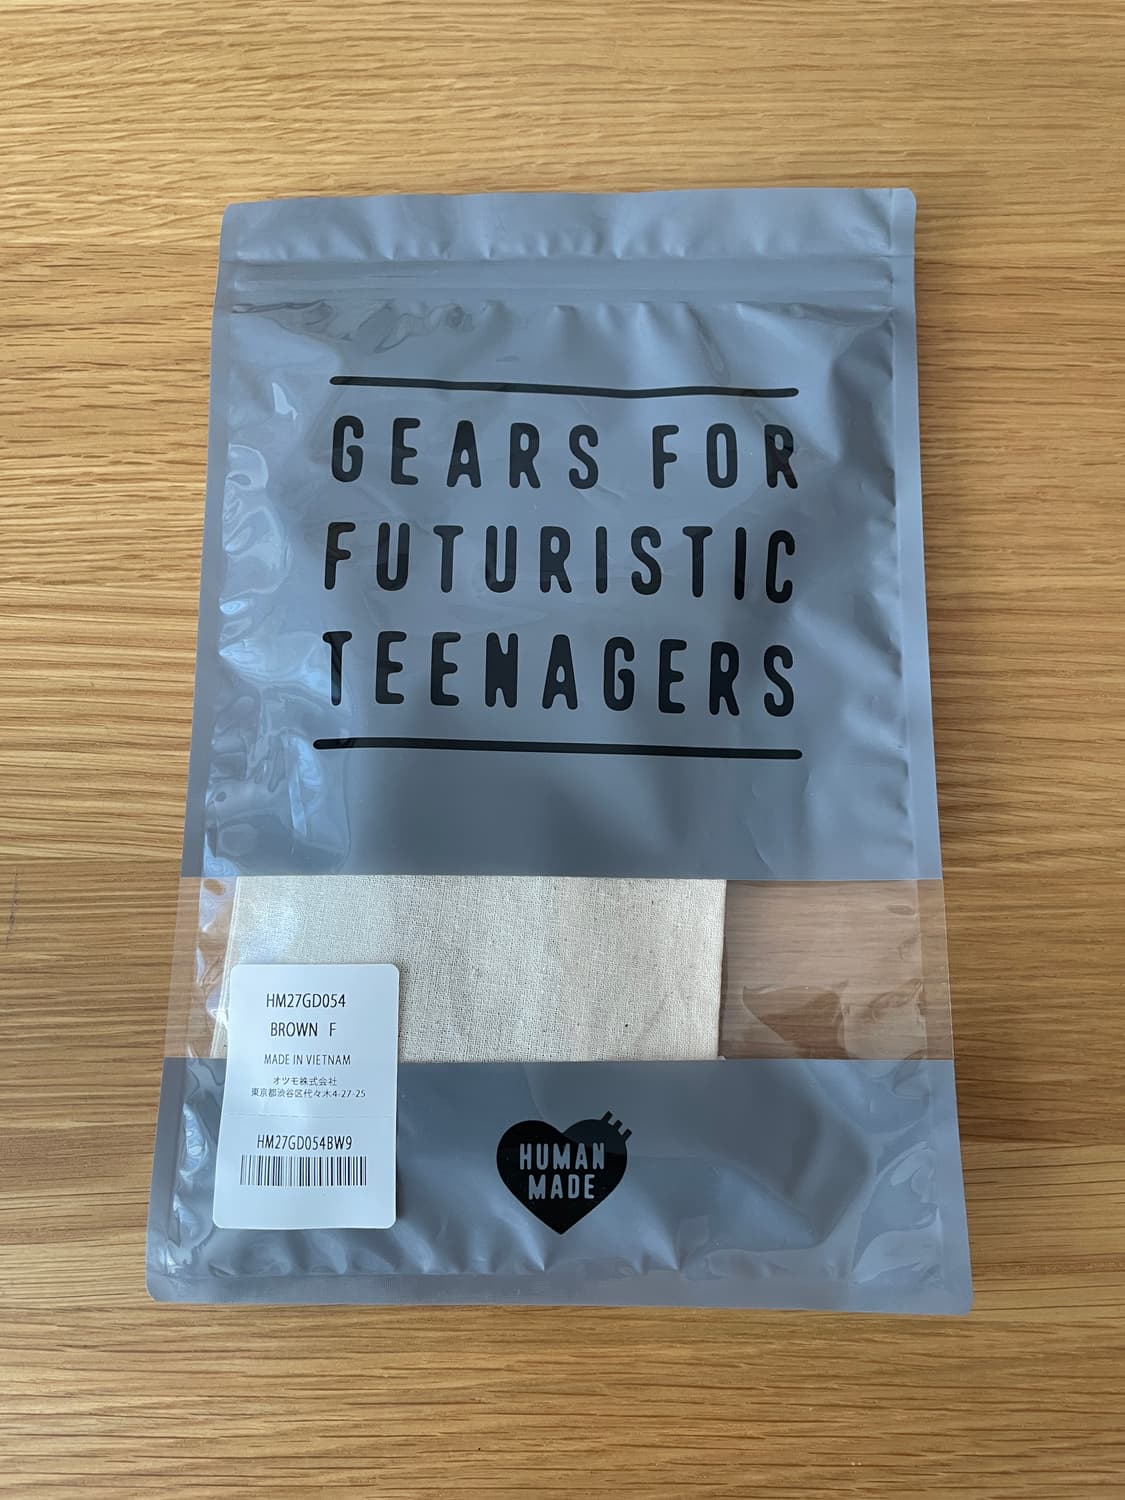 GEARS FOR
FUTURISTIC
TEENAGERS
HM27GD054
BROWN F
MADE IN VIETNAM
オツモ株式会社
東京都渋谷区代々木4-27-25
HM27GD054BW9
HUMAN
MADE